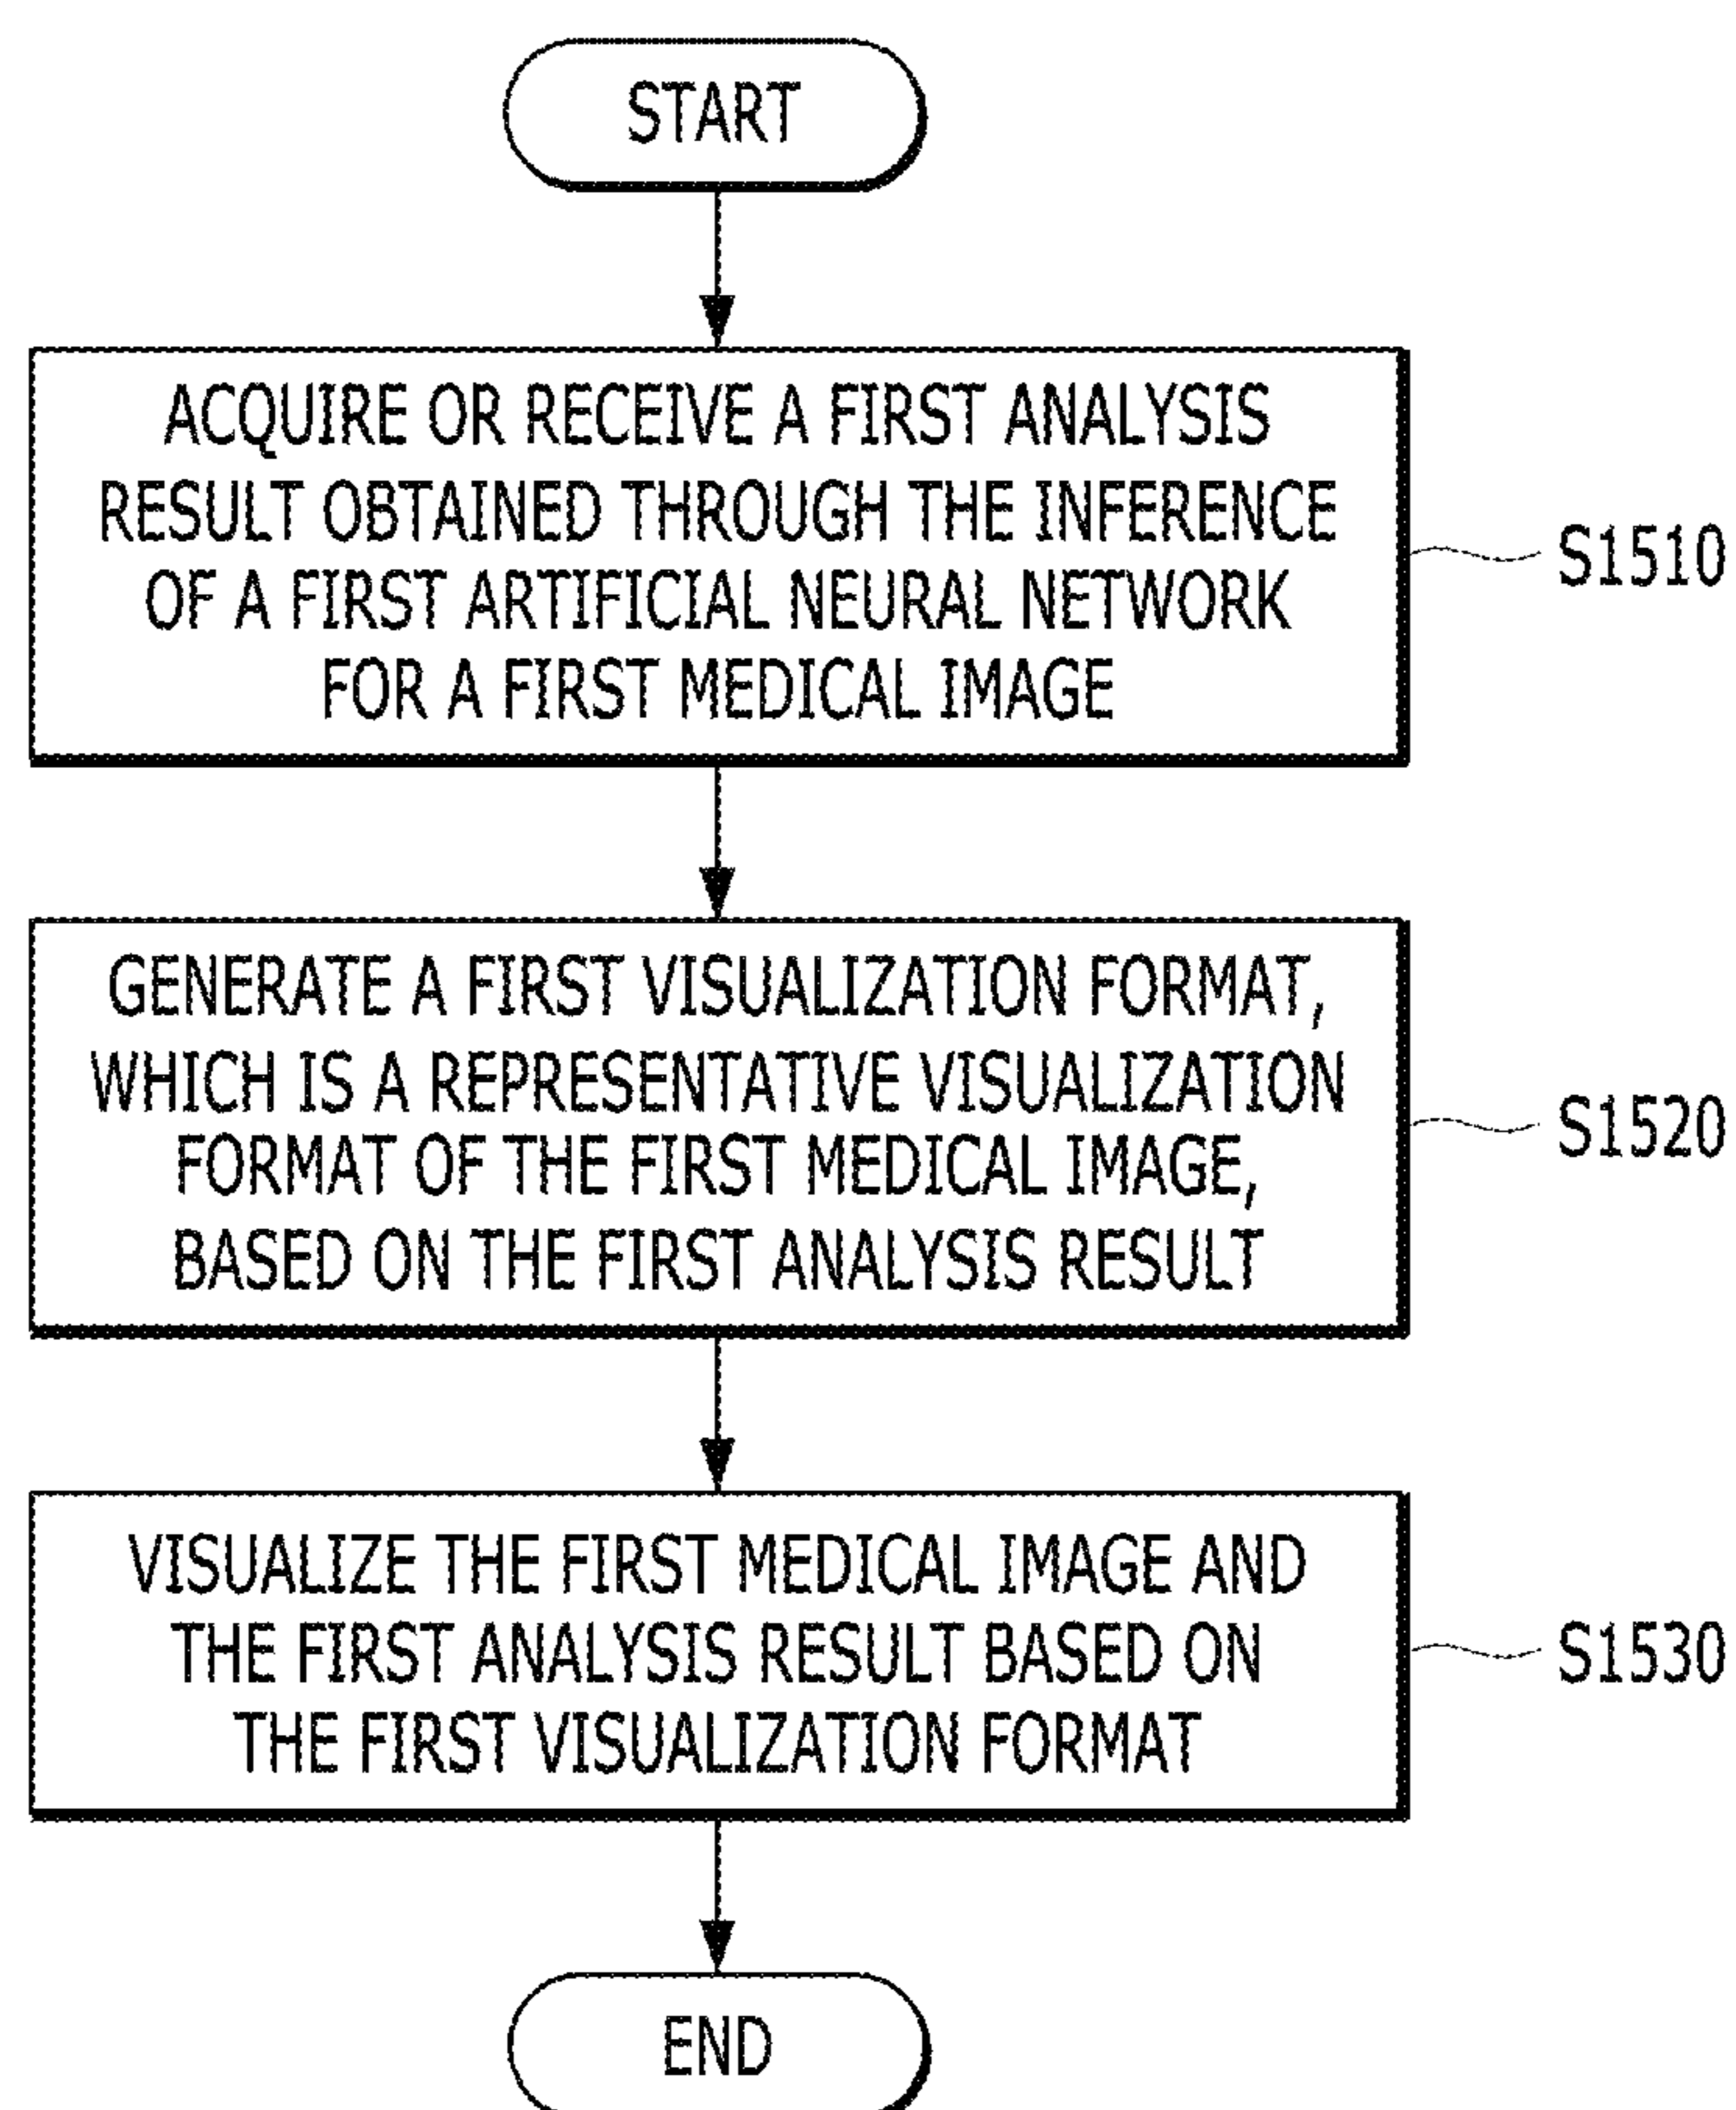 START
ACQUIRE OR RECEIVE A FIRST ANALYSIS
RESULT OBTAINED THROUGH THE INFERENCE
OF A FIRST ARTIFICIAL NEURAL NETWORK
FOR A FIRST MEDICAL IMAGE
S1510
GENERATE A FIRST VISUALIZATION FORMAT,
WHICH IS A REPRESENTATIVE VISUALIZATION
FORMAT OF THE FIRST MEDICAL IMAGE,
BASED ON THE FIRST ANALYSIS RESULT
S1520
VISUALIZE THE FIRST MEDICAL IMAGE AND
THE FIRST ANALYSIS RESULT BASED ON
THE FIRST VISUALIZATION FORMAT
S1530
END